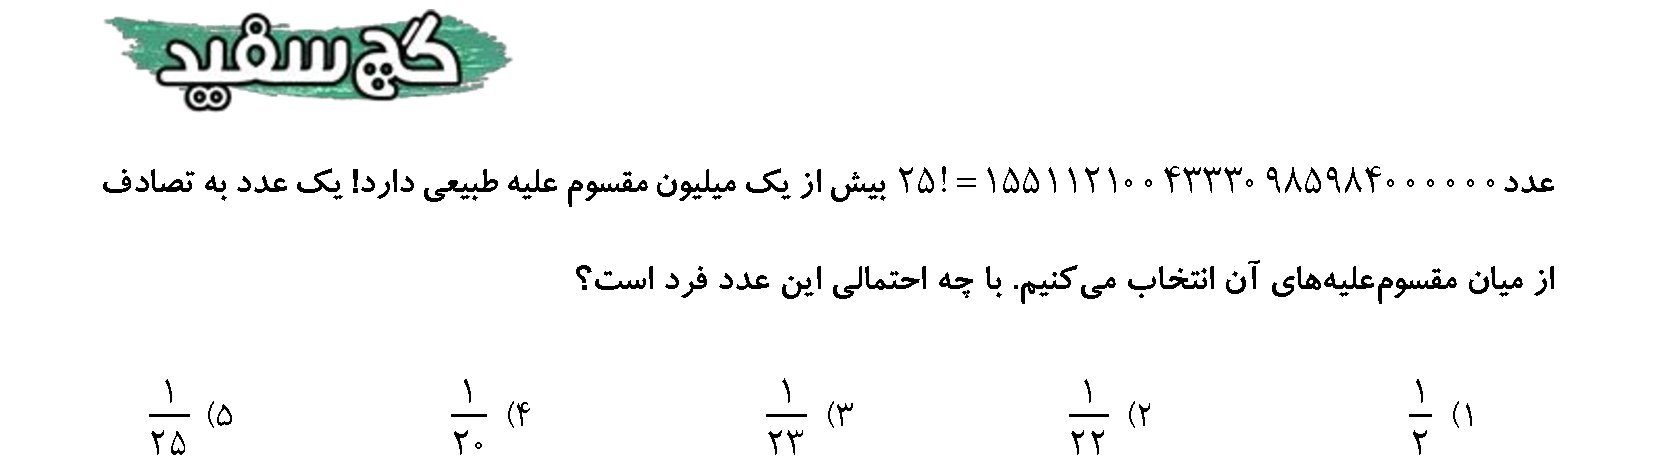 گچ سفید
عدد ۱۵۵۱۱۲۱۰۰۴۳۳۳۰۹۸۵۹۸۴۰۰۰۰۰۰ = !۲۵ بیش از یک میلیون مقسوم علیه طبیعی دارد! یک عدد به تصادف
از میان مقسوم‌علیه‌های آن انتخاب می‌کنیم. با چه احتمالی این عدد فرد است؟
۱) ۱/۲ ۲) ۱/۲۲ ۳) ۱/۲۳ ۴) ۱/۲۰ ۵) ۱/۲۵